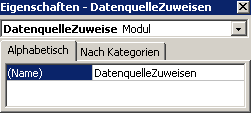 Eigenschaften - DatenquelleZuweisen
DatenquelleZuweise Modul
Alphabetisch Nach Kategorien
(Name) DatenquelleZuweisen